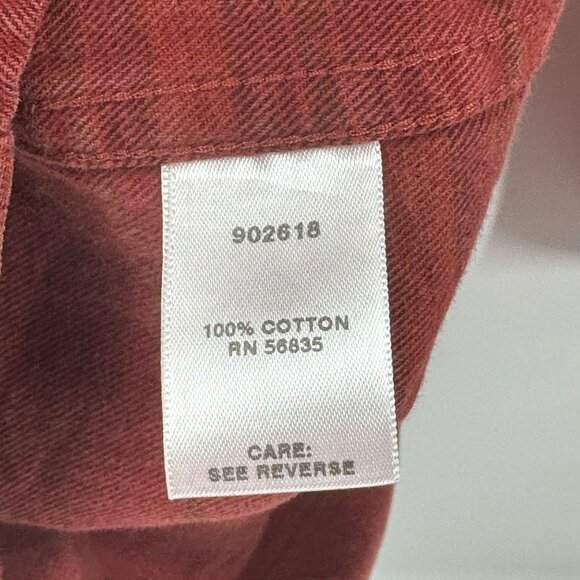 902618
100% COTTON
RN 56835
CARE:
SEE REVERSE